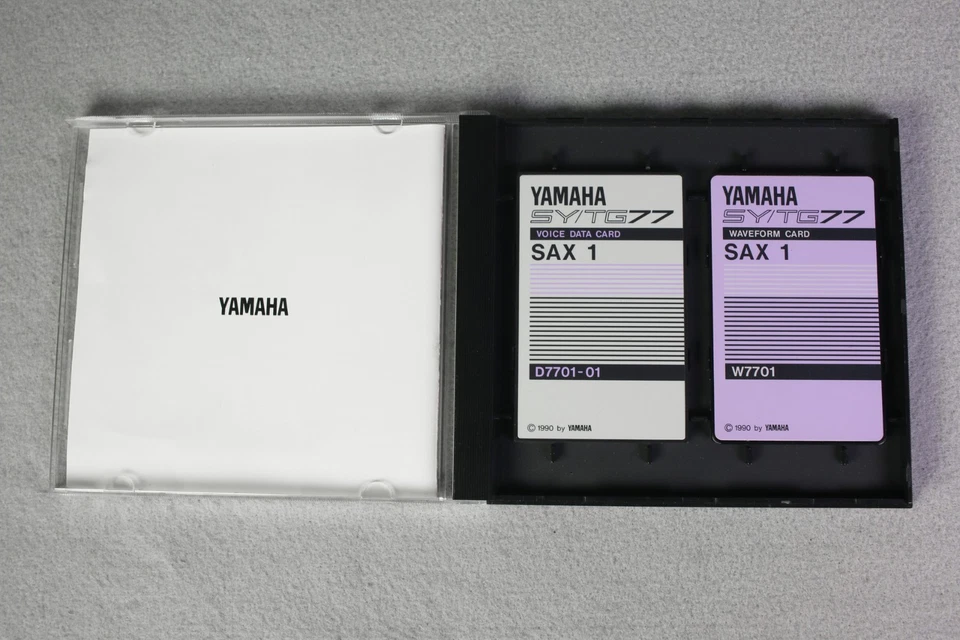 YAMAHA
YAMAHA
SY/TG77
VOICE DATA CARD
SAX 1
D7701-01
© 1990 by YAMAHA
YAMAHA
SY/TG77
WAVEFORM CARD
SAX 1
W7701
© 1990 by YAMAHA